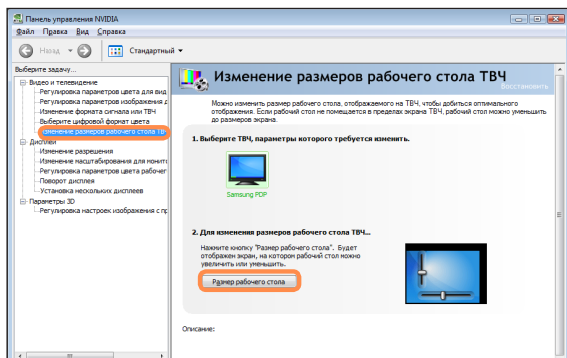 Панель управления NVIDIA
Файл Правка Вид Справка
Назад Стандартный
Выберите задачу...
Видео и телевидение
Регулировка параметров цвета для вид
Регулировка параметров изображения д
Изменение формата сигнала или ТВЧ
Выберите цифровой формат цвета
Изменение размеров рабочего стола ТВ
Дисплеи
Изменение разрешения
Изменение масштабирования для монито
Регулировка параметров цвета рабочег
Поворот дисплея
Установка нескольких дисплеев
Параметры 3D
Регулировка настроек изображения с пр
Изменение размеров рабочего стола ТВЧ
Восстановить
Можно изменить размер рабочего стола, отображаемого на ТВЧ, чтобы добиться оптимального
отображения. Если рабочий стол не помещается в пределах экрана ТВЧ, рабочий стол можно уменьшить
до размеров экрана.
1. Выберите ТВЧ, параметры которого требуется изменить.
Samsung PDP
2. Для изменения размеров рабочего стола ТВЧ...
Нажмите кнопку "Размер рабочего стола". Будет
отображен экран, на котором рабочий стол можно
увеличить или уменьшить.
Размер рабочего стола
Описание: